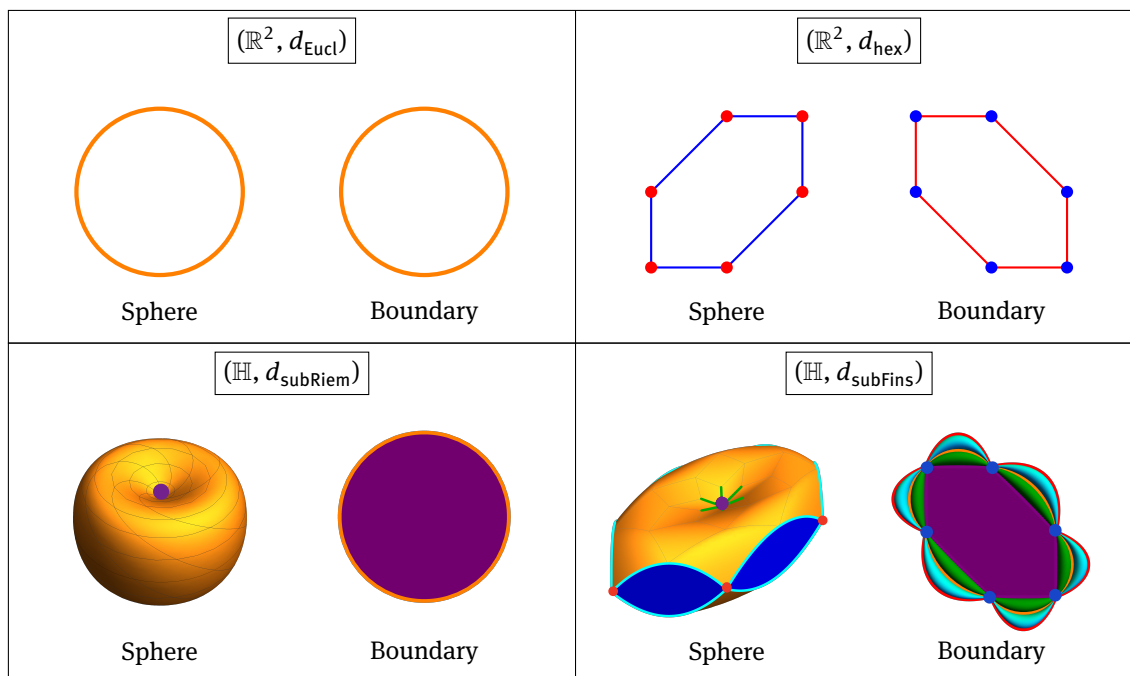 (ℝ², d_Eucl)
(ℝ², d_hex)
Sphere
Boundary
Sphere
Boundary
(ℍ, d_subRiem)
(ℍ, d_subFins)
Sphere
Boundary
Sphere
Boundary